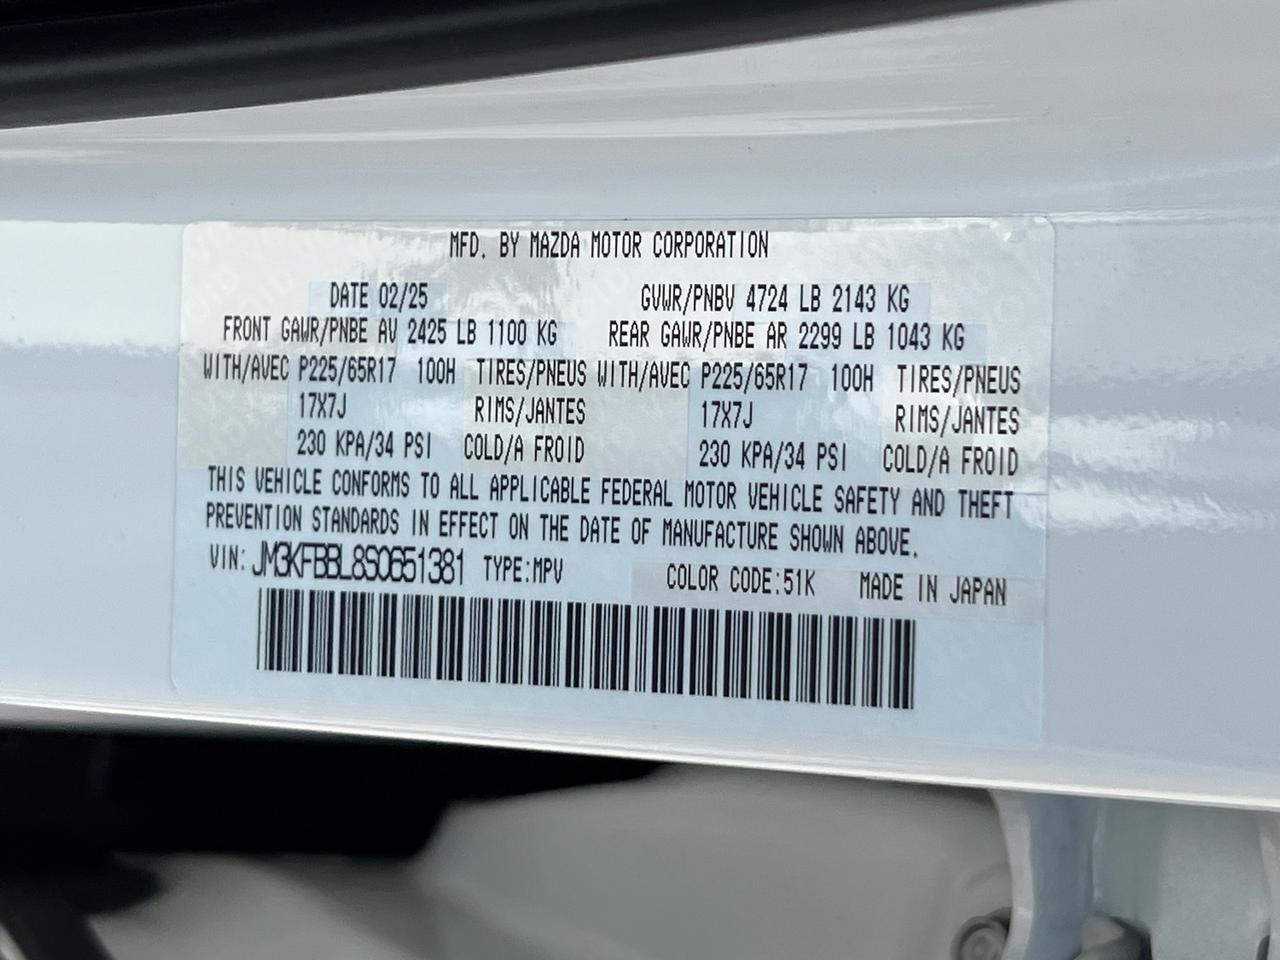 MFD. BY MAZDA MOTOR CORPORATION
DATE 02/25 GVWR/PNBV 4724 LB 2143 KG
FRONT GAWR/PNBE AV 2425 LB 1100 KG REAR GAWR/PNBE AR 2299 LB 1043 KG
WITH/AVEC P225/65R17 100H TIRES/PNEUS WITH/AVEC P225/65R17 100H TIRES/PNEUS
17X7J RIMS/JANTES 17X7J RIMS/JANTES
230 KPA/34 PSI COLD/A FROID 230 KPA/34 PSI COLD/A FROID
THIS VEHICLE CONFORMS TO ALL APPLICABLE FEDERAL MOTOR VEHICLE SAFETY AND THEFT
PREVENTION STANDARDS IN EFFECT ON THE DATE OF MANUFACTURE SHOWN ABOVE.
VIN: JM3KFBBL8S0651381 TYPE:MPV COLOR CODE:51K MADE IN JAPAN